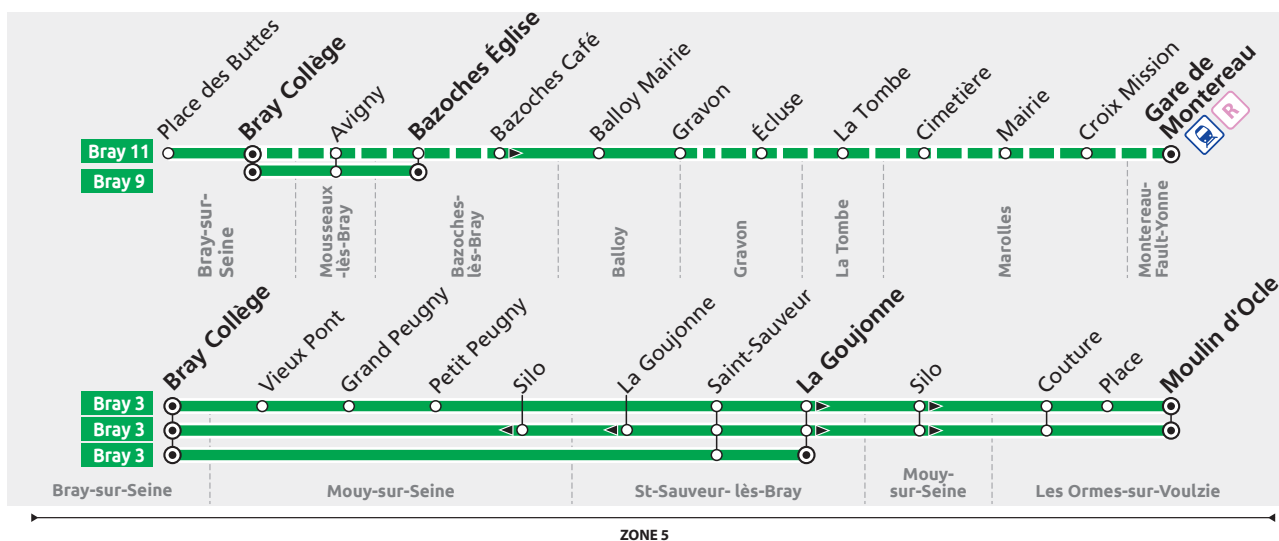 Place des Buttes
Bray Collège
Avigny
Bazoches Église
Bazoches Café
Balloy Mairie
Gravon
Écluse
La Tombe
Cimetière
Mairie
Croix Mission
Gare de
Montereau
R
Bray 11
Bray 9
Bray-sur-
Seine
Mousseaux
-lès-Bray
Bazoches-
lès-Bray
Balloy
Gravon
La Tombe
Marolles
Montereau-
Fault-Yonne
Bray Collège
Vieux Pont
Grand Peugny
Petit Peugny
Silo
La Goujonne
Saint-Sauveur
La Goujonne
Silo
Couture
Place
Moulin d'Ocle
Bray 3
Bray 3
Bray 3
Bray-sur-Seine
Mouy-sur-Seine
St-Sauveur- lès-Bray
Mouy-
sur-Seine
Les Ormes-sur-Voulzie
ZONE 5